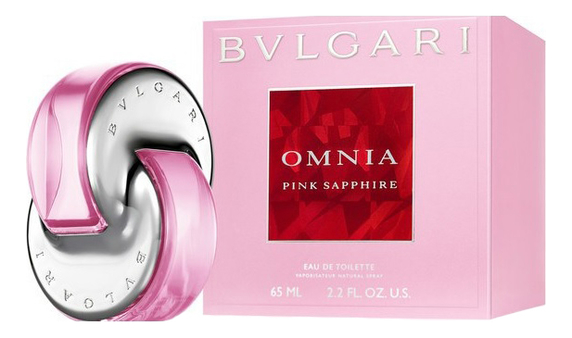 BVLGARI
BVLGARI
BVLGARI
OMNIA
PINK SAPPHIRE
EAU DE TOILETTE
VAPORISATEUR NATURAL SPRAY
65 ML 2.2 FL. OZ. U.S.